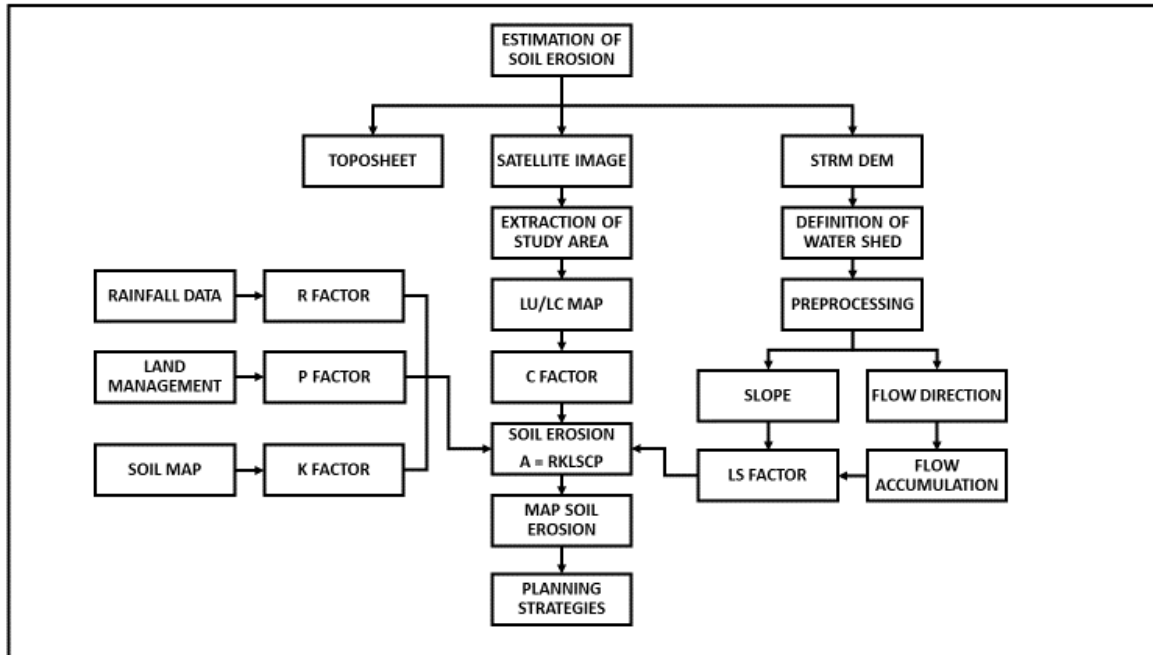 ESTIMATION OF
SOIL EROSION
TOPOSHEET
SATELLITE IMAGE
STRM DEM
EXTRACTION OF
STUDY AREA
DEFINITION OF
WATER SHED
RAINFALL DATA
R FACTOR
LU/LC MAP
PREPROCESSING
LAND
MANAGEMENT
P FACTOR
C FACTOR
SLOPE
FLOW DIRECTION
SOIL MAP
K FACTOR
SOIL EROSION
A = RKLSCP
LS FACTOR
FLOW
ACCUMULATION
MAP SOIL
EROSION
PLANNING
STRATEGIES